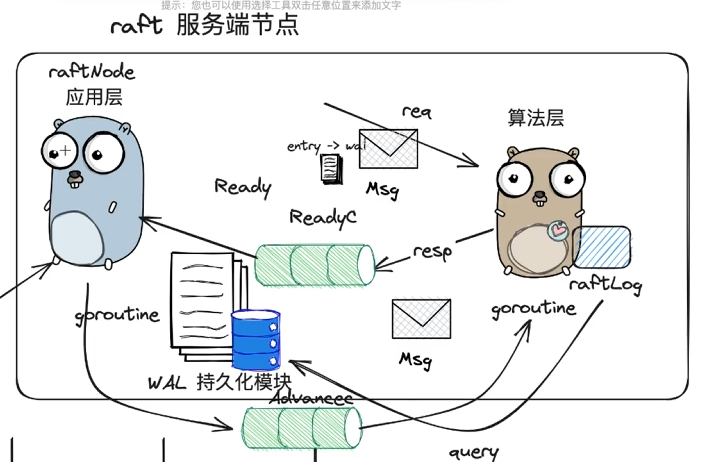 提示：您也可以使用选择工具双击任意位置来添加文字
raft 服务端节点
raftNode
应用层
req
算法层
entry -> wal
Msg
Ready
ReadyC
resp
raftLog
goroutine
goroutine
Msg
WAL 持久化模块
Advancec
query